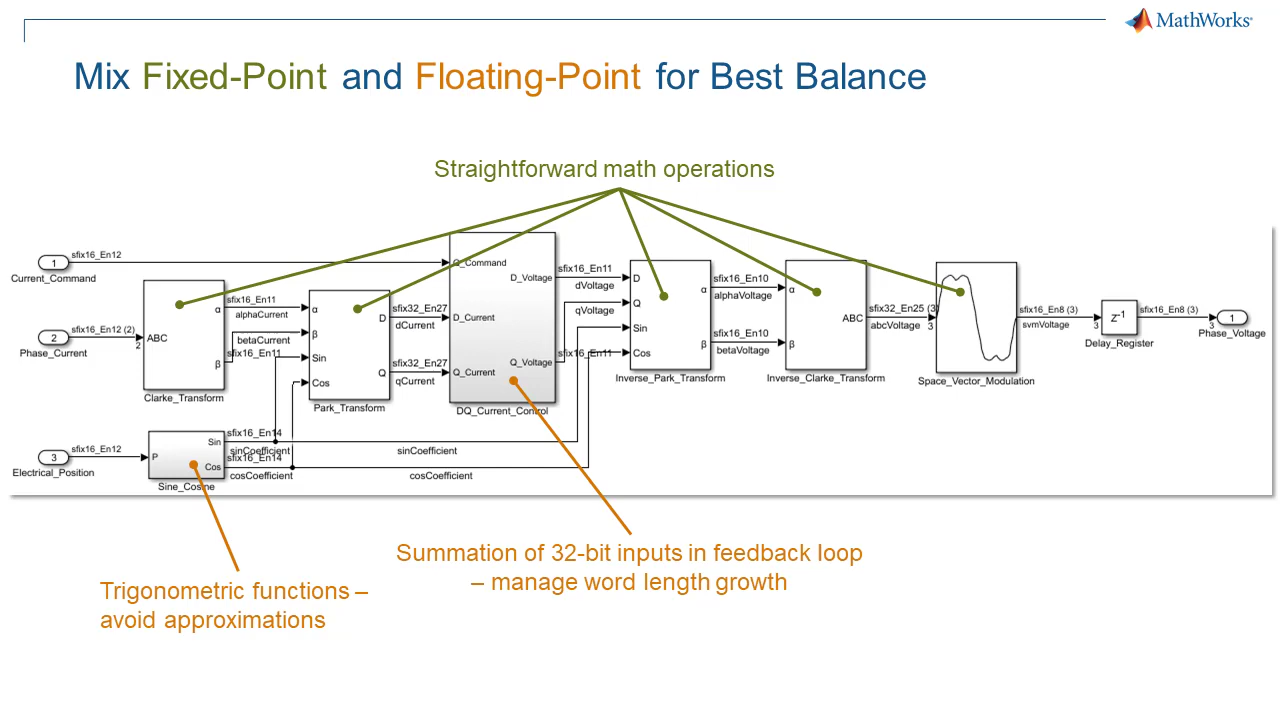 MathWorks®
Mix Fixed-Point and Floating-Point for Best Balance
Straightforward math operations
1
Current_Command
sfix16_En12
2
Phase_Current
sfix16_En12 (2)
2
ABC
α
β
Clarke_Transform
sfix16_En11
alphaCurrent
betaCurrent
sfix16_En11
α
β
Sin
Cos
D
Q
Park_Transform
sfix32_En27
dCurrent
sfix32_En27
qCurrent
Q_Command
D_Current
Q_Current
D_Voltage
Q_Voltage
DQ_Current_Control
sfix16_En11
dVoltage
qVoltage
sfix16_En11
D
Q
Sin
Cos
α
β
Inverse_Park_Transform
sfix16_En10
alphaVoltage
sfix16_En10
betaVoltage
α
β
ABC
Inverse_Clarke_Transform
sfix32_En25 (3)
abcVoltage
3
Space_Vector_Modulation
sfix16_En8 (3)
svmVoltage
3
z-1
Delay_Register
sfix16_En8 (3)
3
1
Phase_Voltage
3
Electrical_Position
sfix16_En12
P
Sin
Cos
Sine_Cosine
sfix16_En14
sinCoefficient
sfix16_En14
cosCoefficient
sinCoefficient
cosCoefficient
Summation of 32-bit inputs in feedback loop
– manage word length growth
Trigonometric functions –
avoid approximations